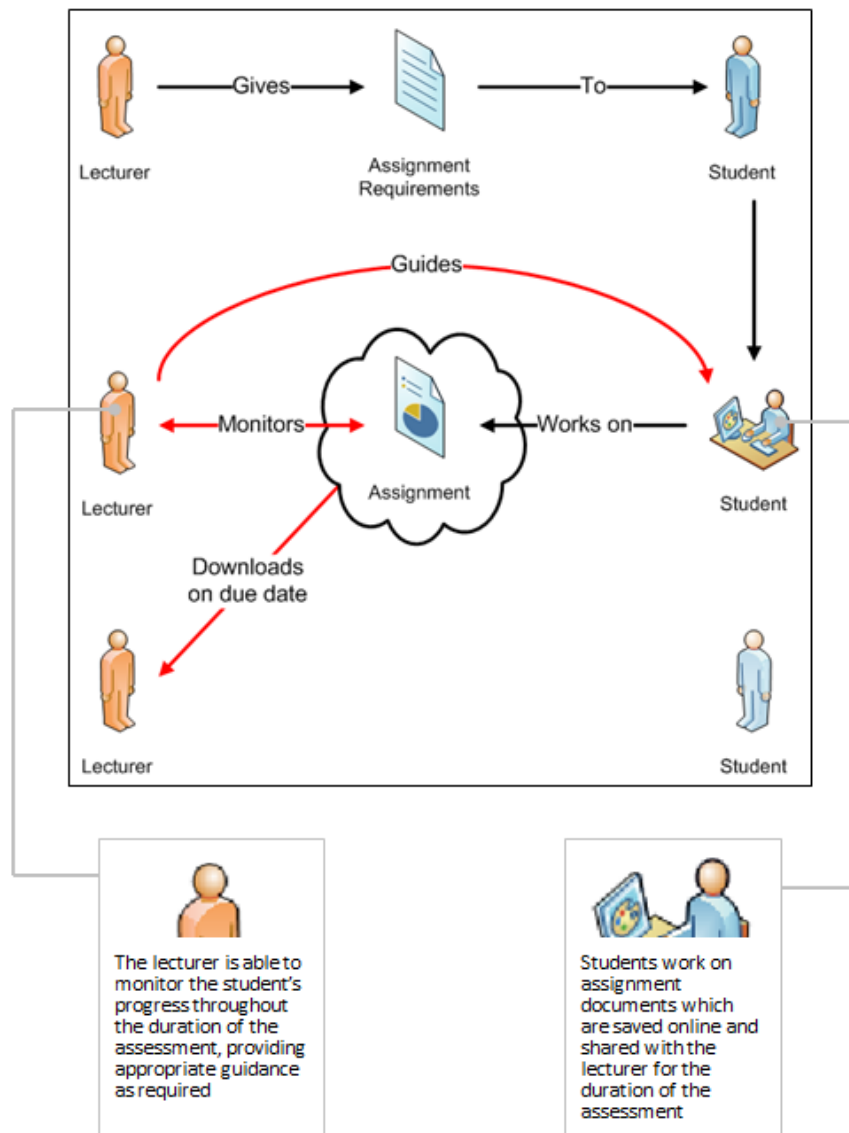 Gives
To
Lecturer
Assignment
Requirements
Student
Guides
Monitors
Works on
Assignment
Lecturer
Student
Downloads
on due date
Lecturer
Student
The lecturer is able to
monitor the student's
progress throughout
the duration of the
assessment, providing
appropriate guidance
as required
Students work on
assignment
documents which
are saved online and
shared with the
lecturer for the
duration of the
assessment